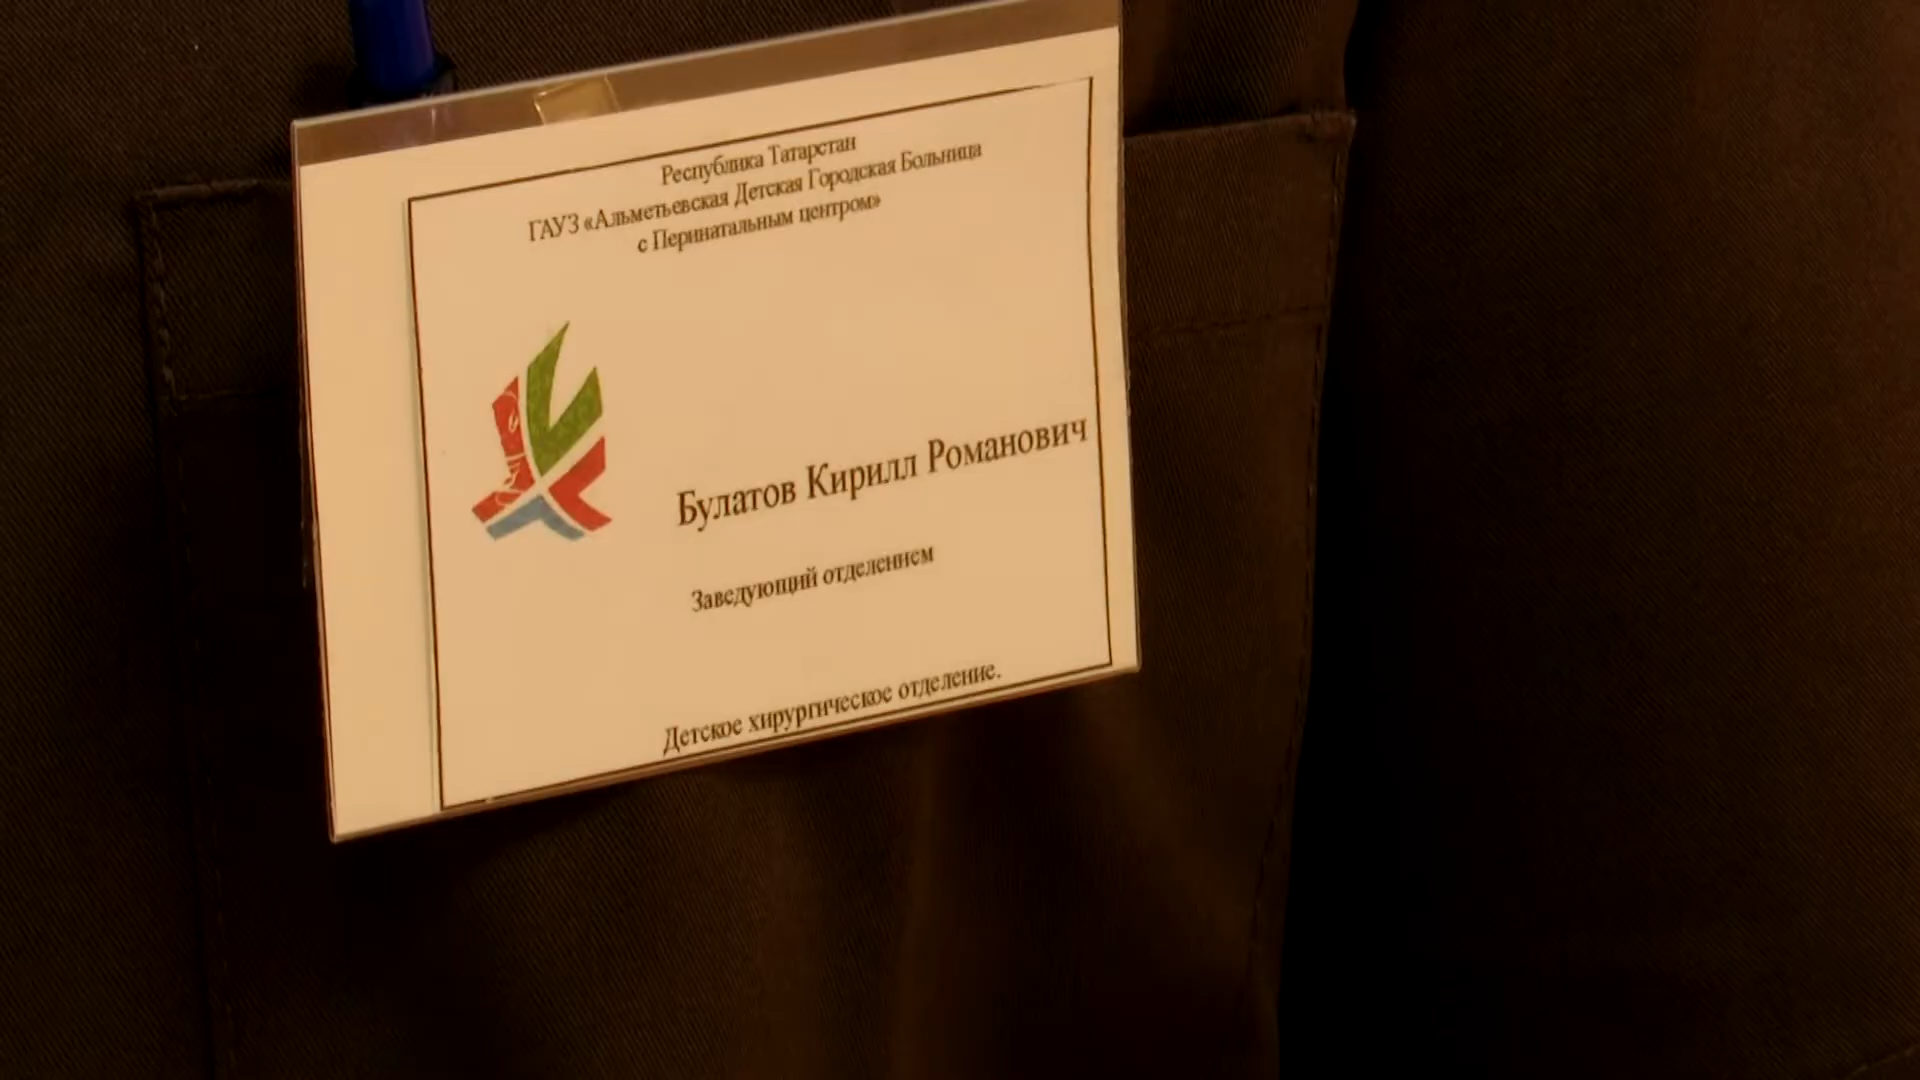 Республика Татарстан
ГАУЗ «Альметьевская Детская Городская Больница
с Перинатальным центром»
Булатов Кирилл Романович
Заведующий отделением
Детское хирургическое отделение.